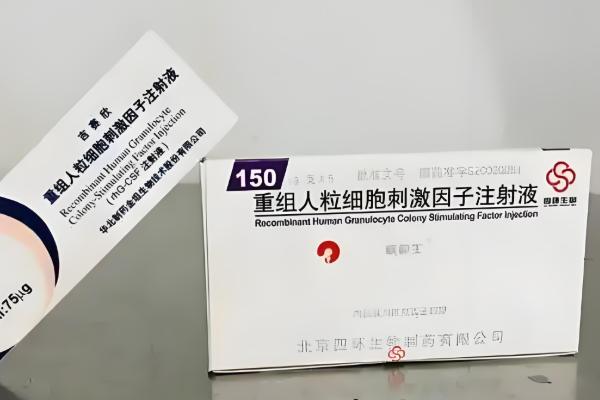 吉赛欣
重组人粒细胞刺激因子注射液
Recombinant Human Granulocyte
Colony-Stimulating Factor Injection
(rhG-CSF 注射液)
华北制药金坦生物技术股份有限公司
:75μg
150
批准文号
重组人粒细胞刺激因子注射液
Recombinant Human Granulocyte Colony Stimulating Factor Injection
四环生物
北京四环生物制药有限公司